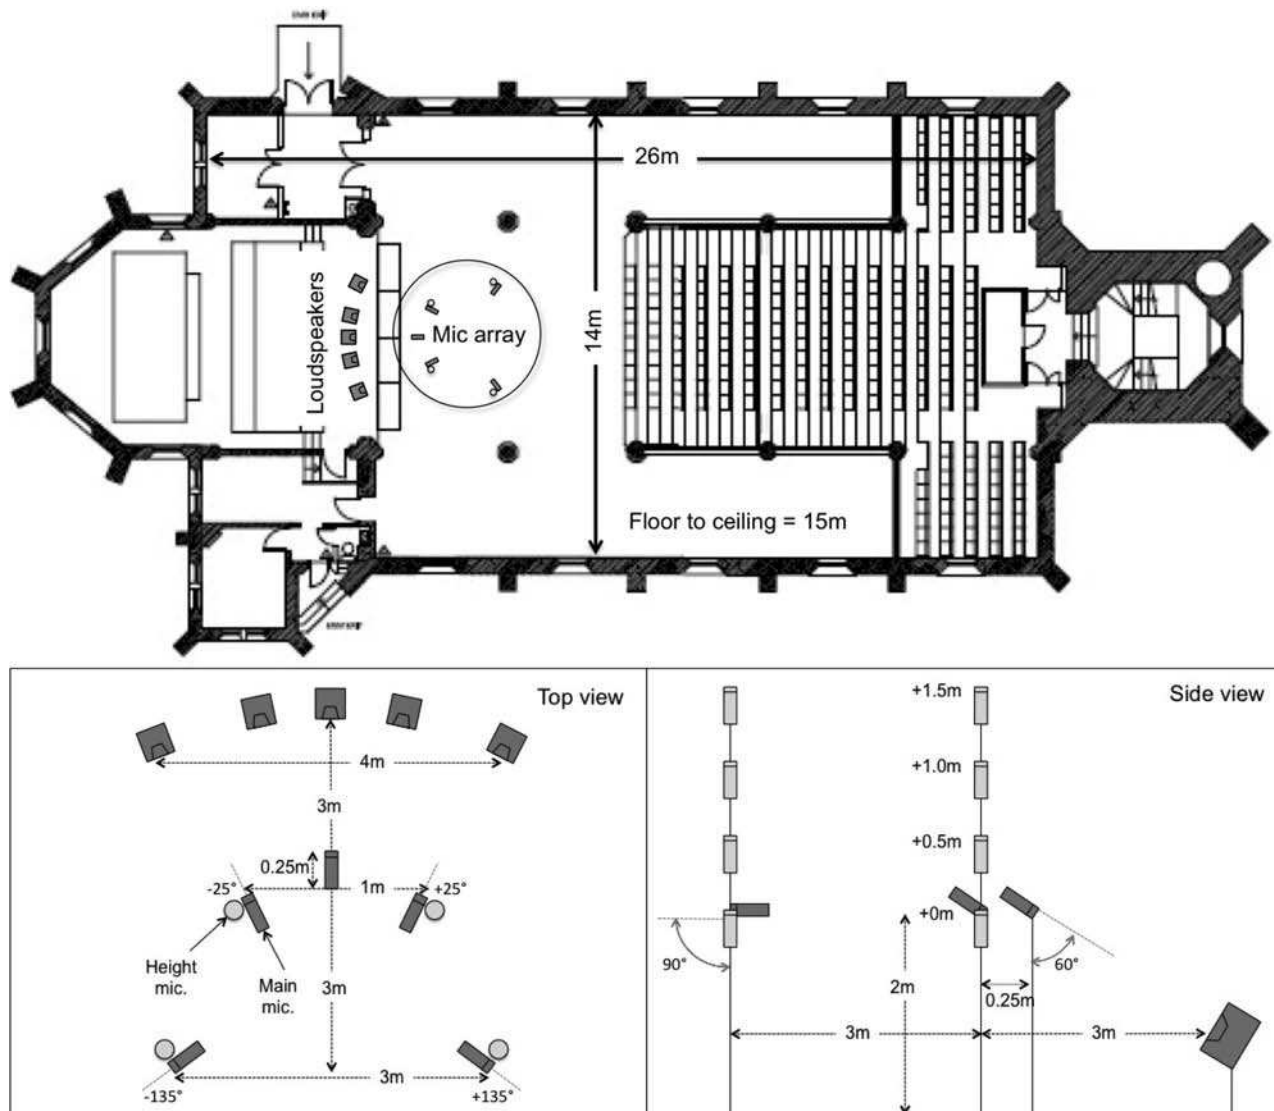 26m
Loudspeakers
Mic array
14m
Floor to ceiling = 15m
Top view
4m
3m
0.25m
-25°
1m
+25°
Height
mic.
Main
mic.
3m
3m
-135°
+135°
Side view
+1.5m
+1.0m
+0.5m
+0m
90°
60°
2m
0.25m
3m
3m